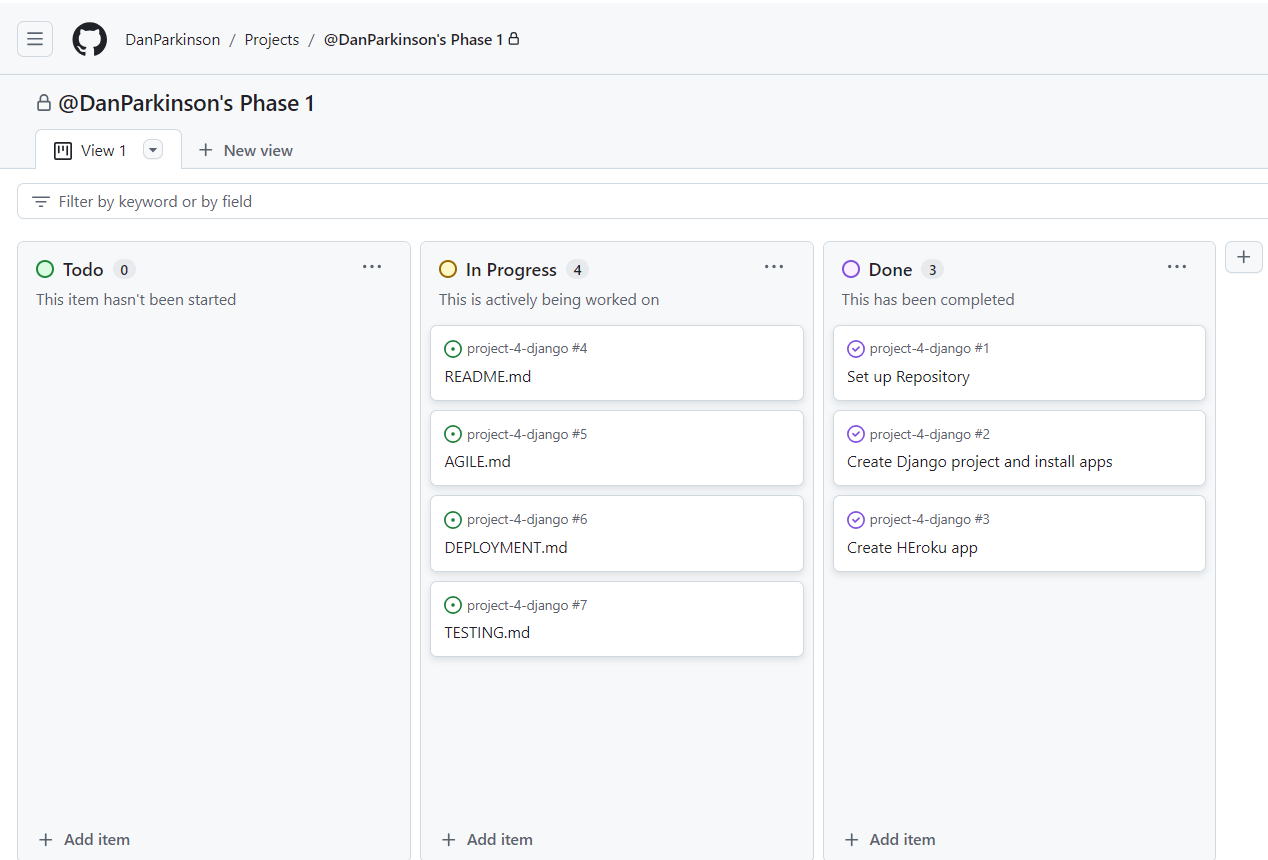 DanParkinson / Projects / @DanParkinson's Phase 1
@DanParkinson's Phase 1
View 1
New view
Filter by keyword or by field
Todo 0
This item hasn't been started
Add item
In Progress 4
This is actively being worked on
project-4-django #4
README.md
project-4-django #5
AGILE.md
project-4-django #6
DEPLOYMENT.md
project-4-django #7
TESTING.md
Add item
Done 3
This has been completed
project-4-django #1
Set up Repository
project-4-django #2
Create Django project and install apps
project-4-django #3
Create HEroku app
Add item